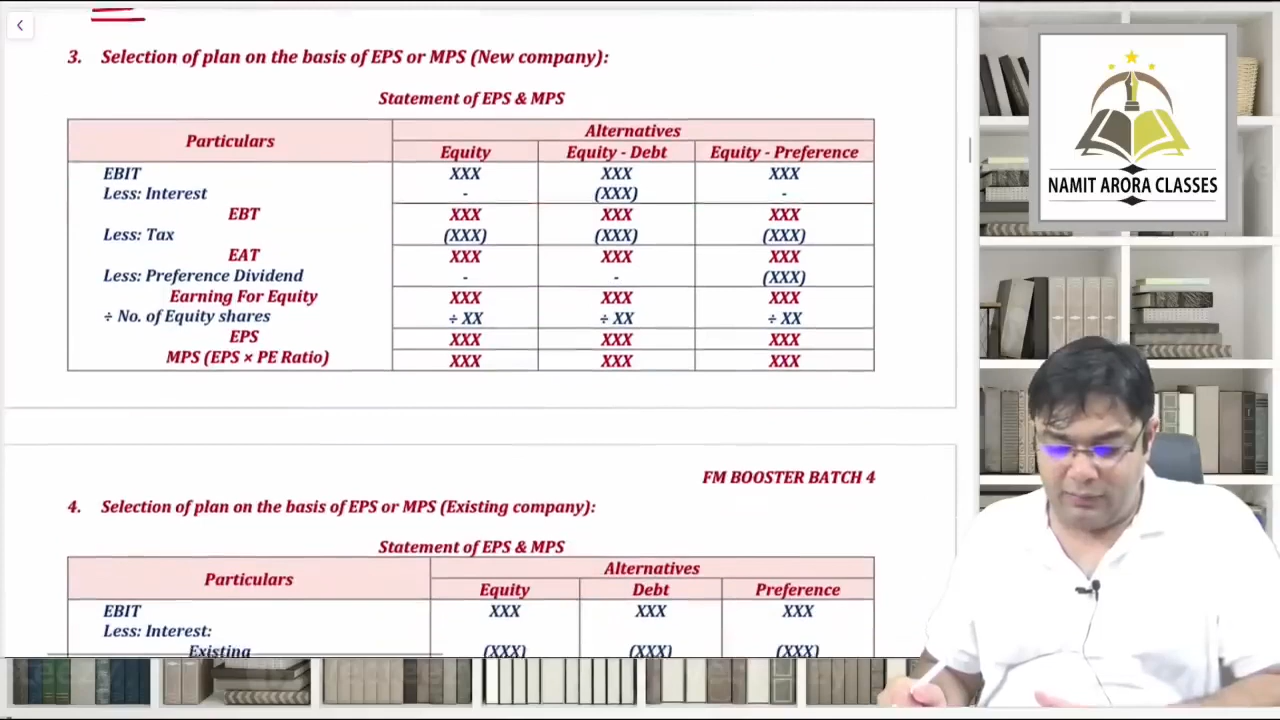 3. Selection of plan on the basis of EPS or MPS (New company):
Statement of EPS & MPS
Particulars Alternatives
Equity Equity - Debt Equity - Preference
EBIT XXX XXX XXX
Less: Interest - (XXX) -
EBT XXX XXX XXX
Less: Tax (XXX) (XXX) (XXX)
EAT XXX XXX XXX
Less: Preference Dividend - - (XXX)
Earning For Equity XXX XXX XXX
÷ No. of Equity shares ÷ XX ÷ XX ÷ XX
EPS XXX XXX XXX
MPS (EPS × PE Ratio) XXX XXX XXX
FM BOOSTER BATCH 4
4. Selection of plan on the basis of EPS or MPS (Existing company):
Statement of EPS & MPS
Particulars Alternatives
Equity Debt Preference
EBIT XXX XXX XXX
Less: Interest:
Existing (XXX) (XXX) (XXX)
NAMIT ARORA CLASSES